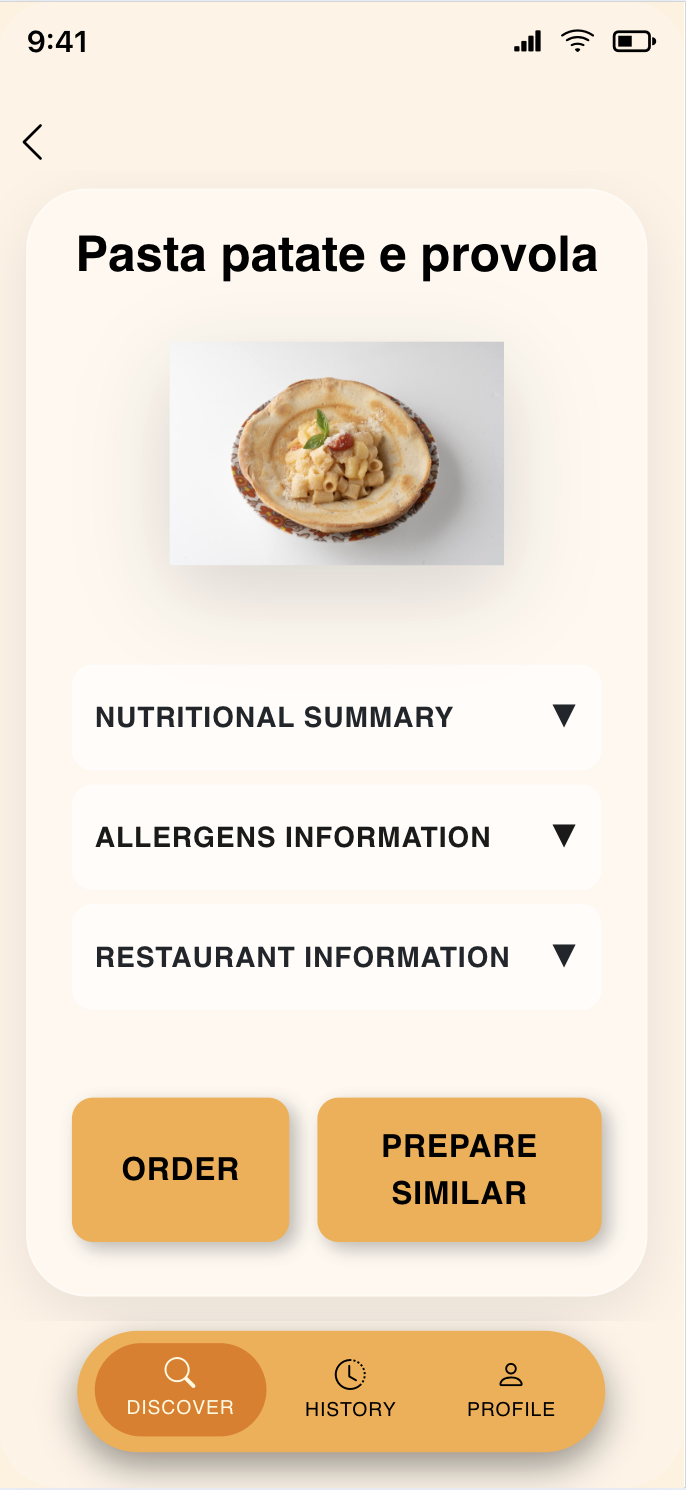 9:41
Pasta patate e provola
NUTRITIONAL SUMMARY
ALLERGENS INFORMATION
RESTAURANT INFORMATION
ORDER
PREPARE
SIMILAR
DISCOVER
HISTORY
PROFILE